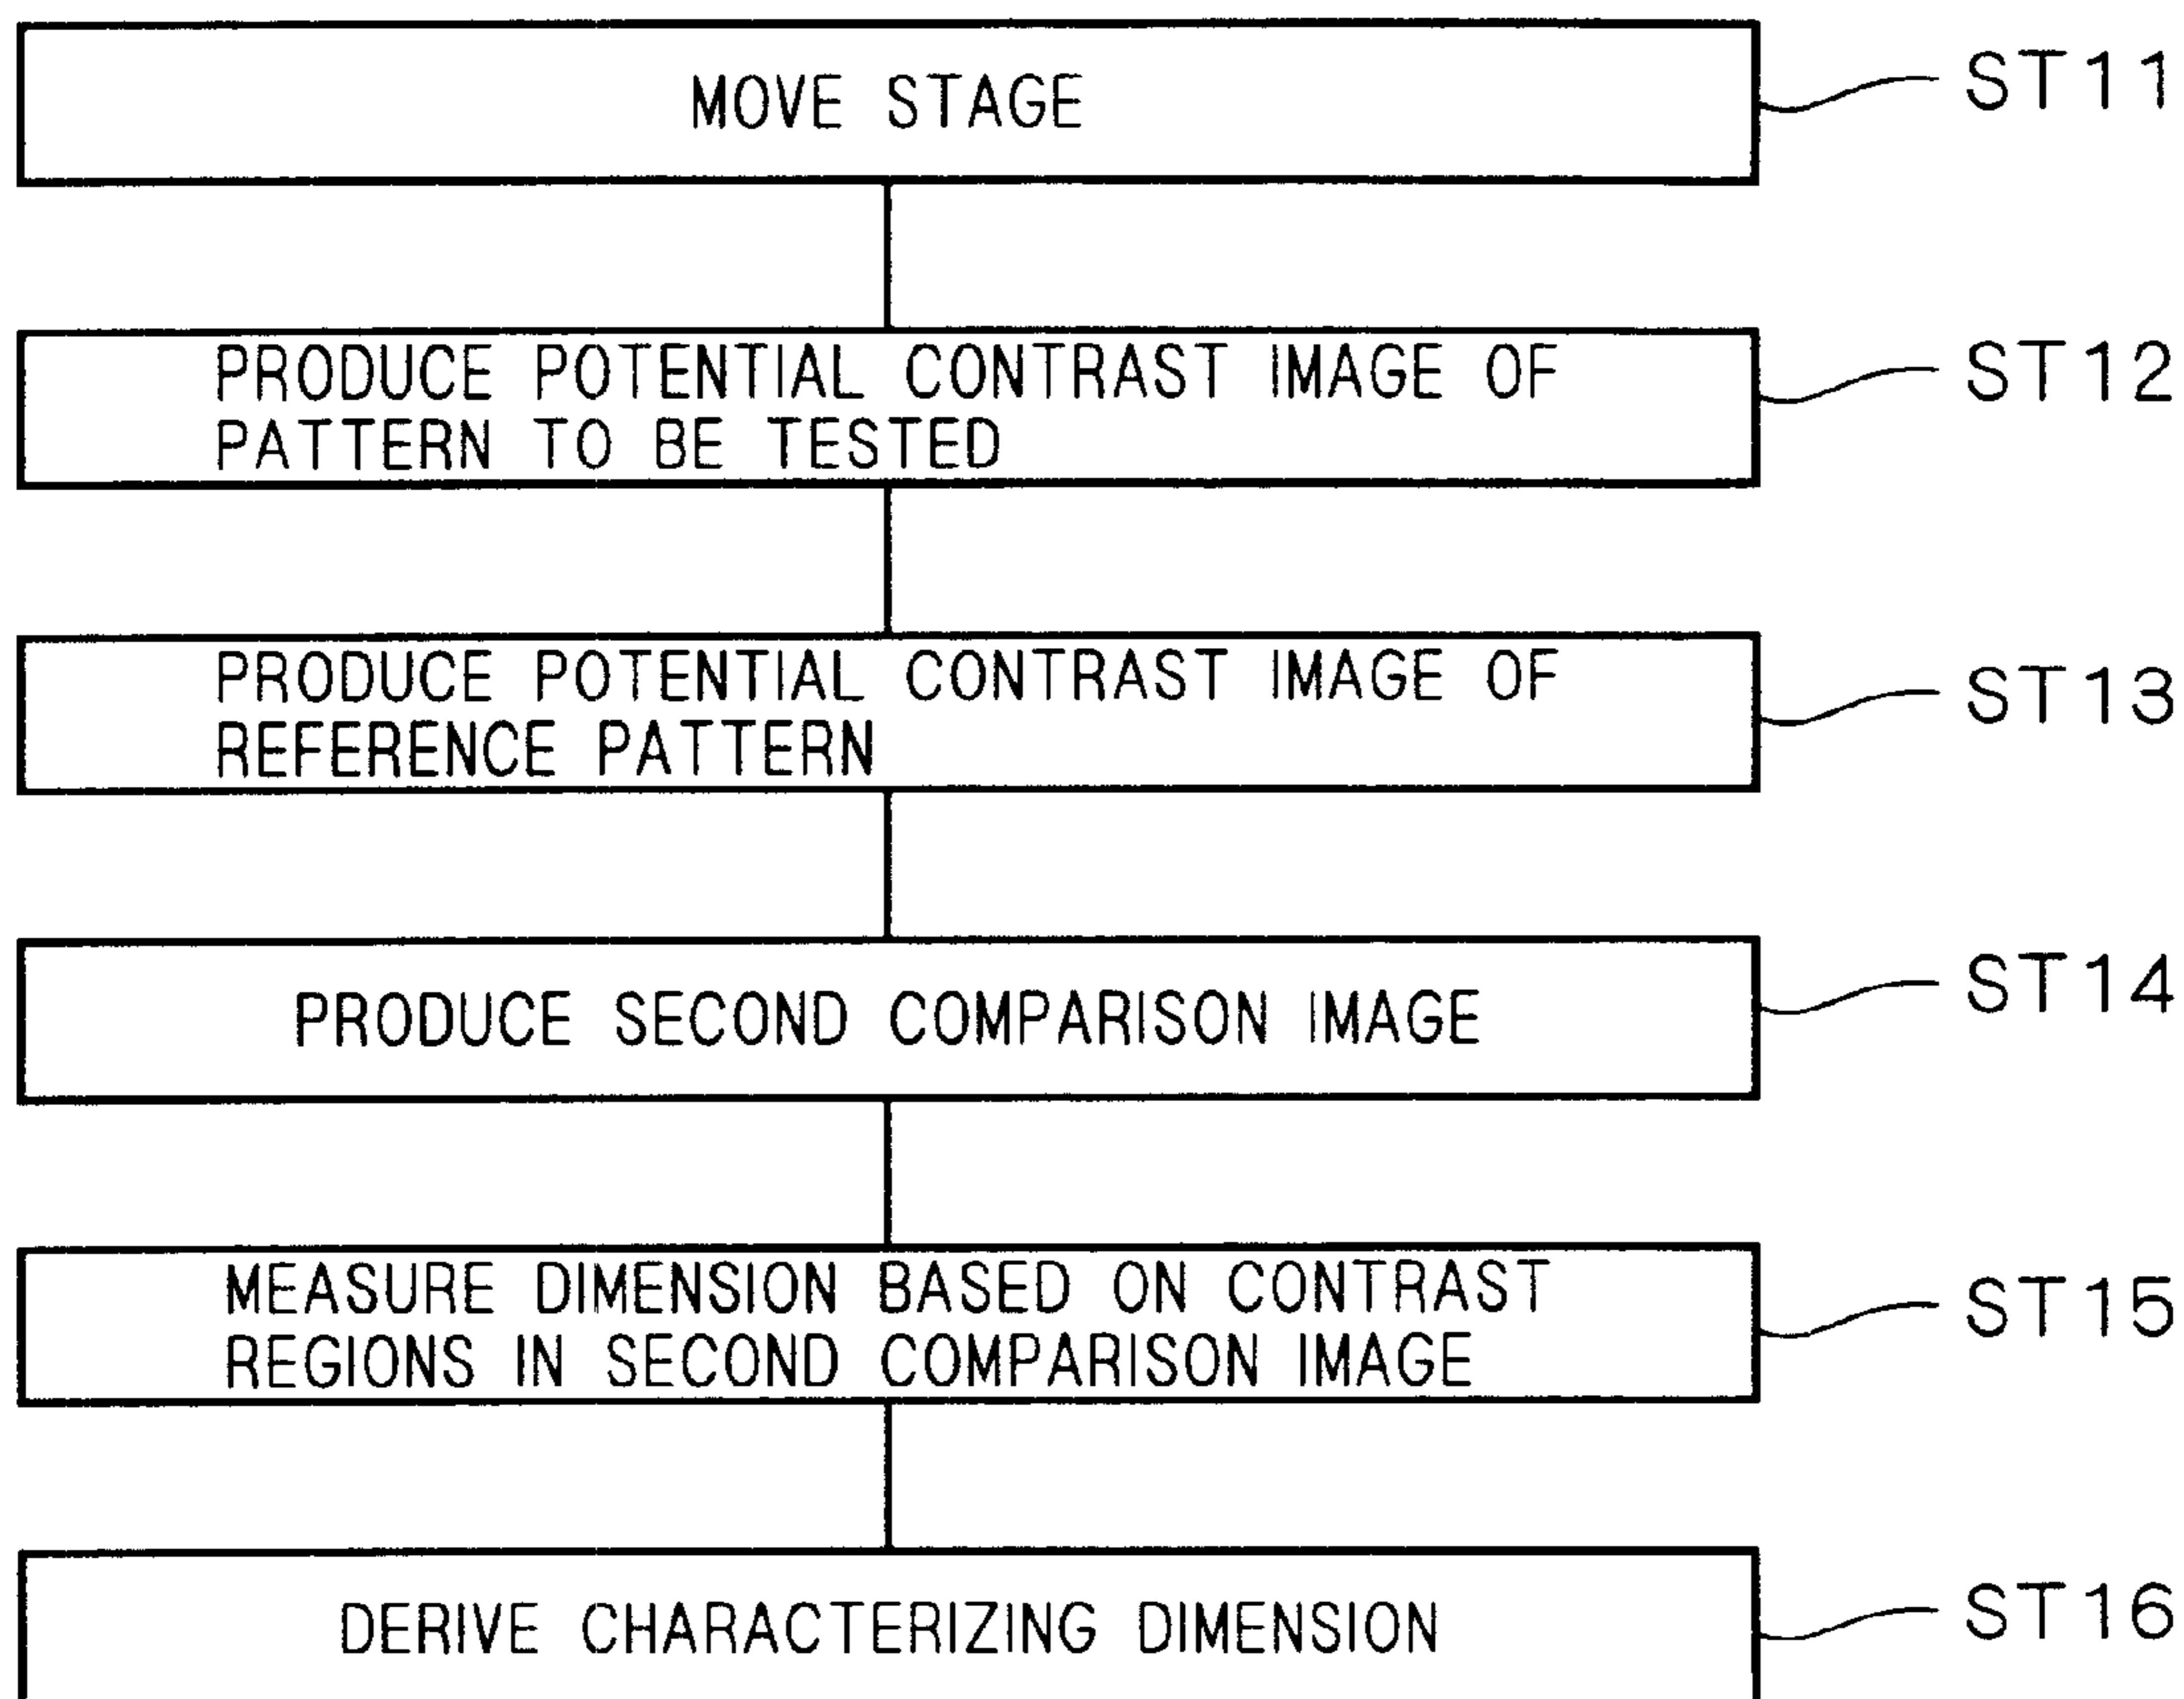 MOVE STAGE
ST11
PRODUCE POTENTIAL CONTRAST IMAGE OF
PATTERN TO BE TESTED
ST12
PRODUCE POTENTIAL CONTRAST IMAGE OF
REFERENCE PATTERN
ST13
PRODUCE SECOND COMPARISON IMAGE
ST14
MEASURE DIMENSION BASED ON CONTRAST
REGIONS IN SECOND COMPARISON IMAGE
ST15
DERIVE CHARACTERIZING DIMENSION
ST16